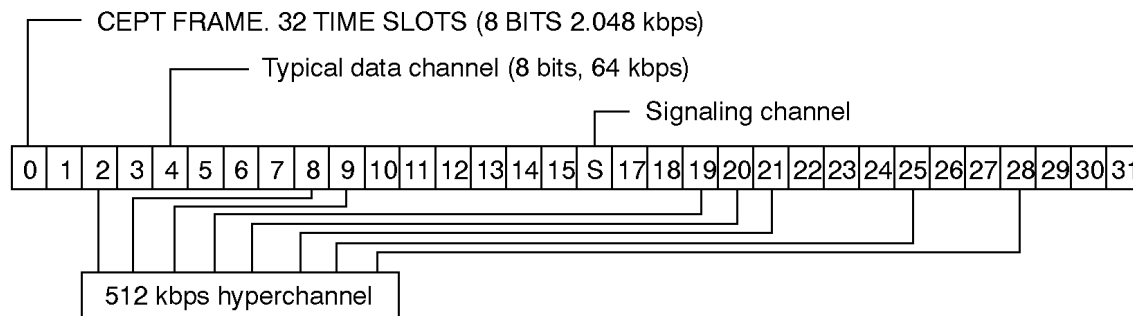 CEPT FRAME. 32 TIME SLOTS (8 BITS 2.048 kbps)
Typical data channel (8 bits, 64 kbps)
Signaling channel
0 1 2 3 4 5 6 7 8 9 10 11 12 13 14 15 S 17 18 19 20 21 22 23 24 25 26 27 28 29 30 31
512 kbps hyperchannel